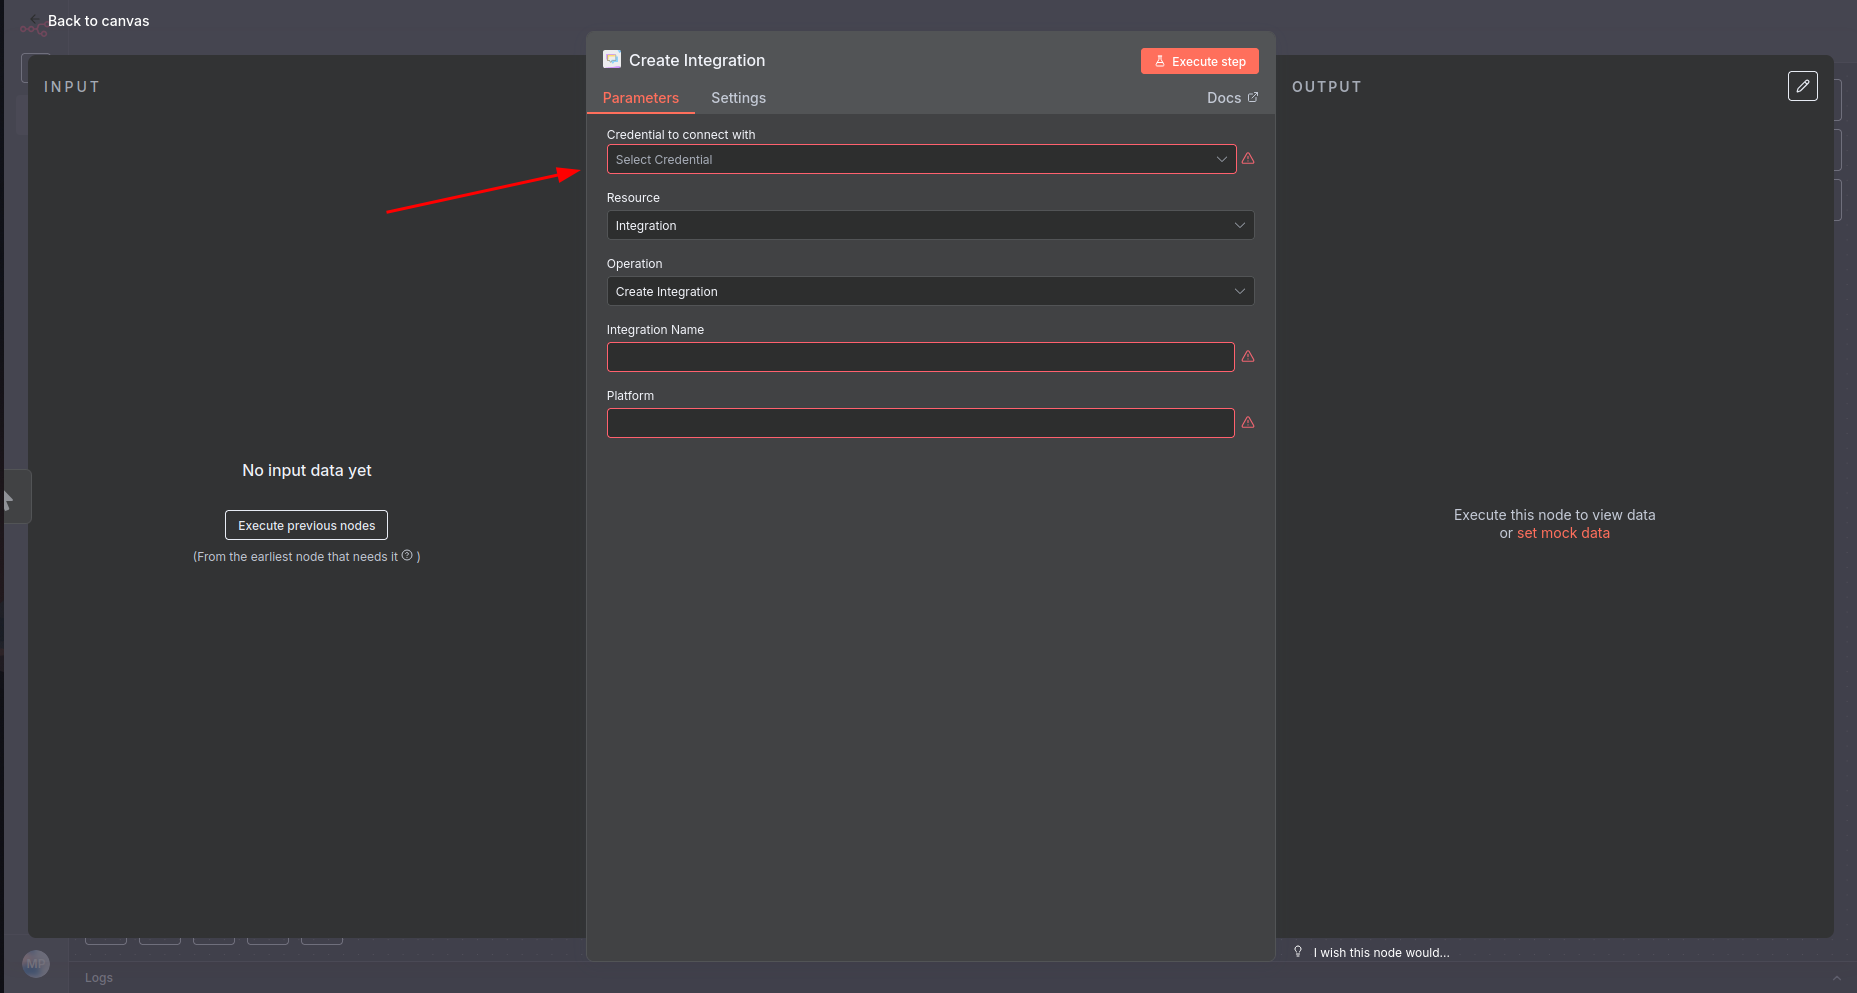 Back to canvas
INPUT
No input data yet
Execute previous nodes
(From the earliest node that needs it ? )
Create Integration
Execute step
Parameters
Settings
Docs
Credential to connect with
Select Credential
Resource
Integration
Operation
Create Integration
Integration Name
Platform
OUTPUT
Execute this node to view data
or set mock data
I wish this node would...
MP
Logs